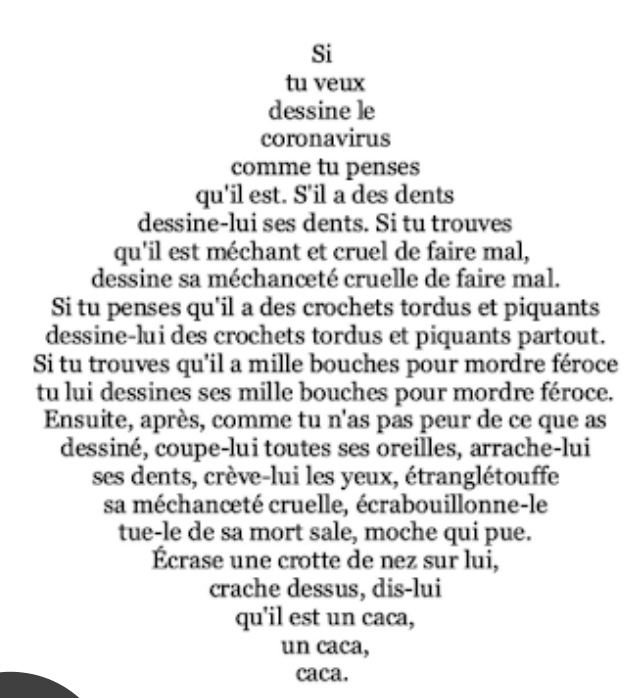 Si
tu veux
dessine le
coronavirus
comme tu penses
qu'il est. S'il a des dents
dessine-lui ses dents. Si tu trouves
qu'il est méchant et cruel de faire mal,
dessine sa méchanceté cruelle de faire mal.
Si tu penses qu'il a des crochets tordus et piquants
dessine-lui des crochets tordus et piquants partout.
Si tu trouves qu'il a mille bouches pour mordre féroce
tu lui dessines ses mille bouches pour mordre féroce.
Ensuite, après, comme tu n'as pas peur de ce que as
dessiné, coupe-lui toutes ses oreilles, arrache-lui
ses dents, crève-lui les yeux, étranglétouffe
sa méchanceté cruelle, écrabouillonne-le
tue-le de sa mort sale, moche qui pue.
Écrase une crotte de nez sur lui,
crache dessus, dis-lui
qu'il est un caca,
un caca,
caca.